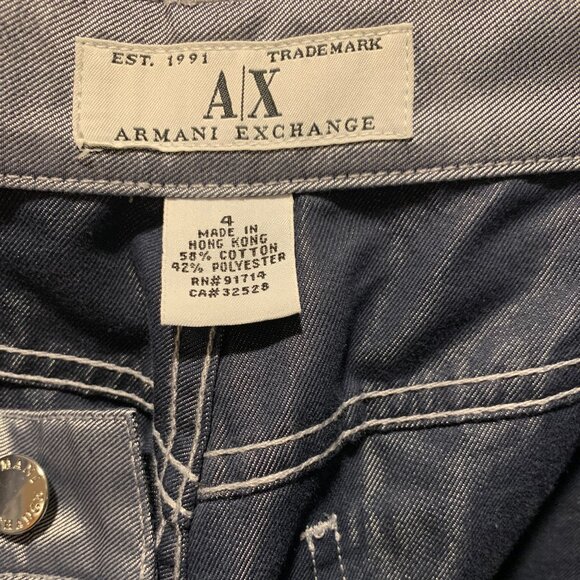 EST. 1991 TRADEMARK
A|X
ARMANI EXCHANGE
4
MADE IN
HONG KONG
58% COTTON
42% POLYESTER
RN#91714
CA#32528